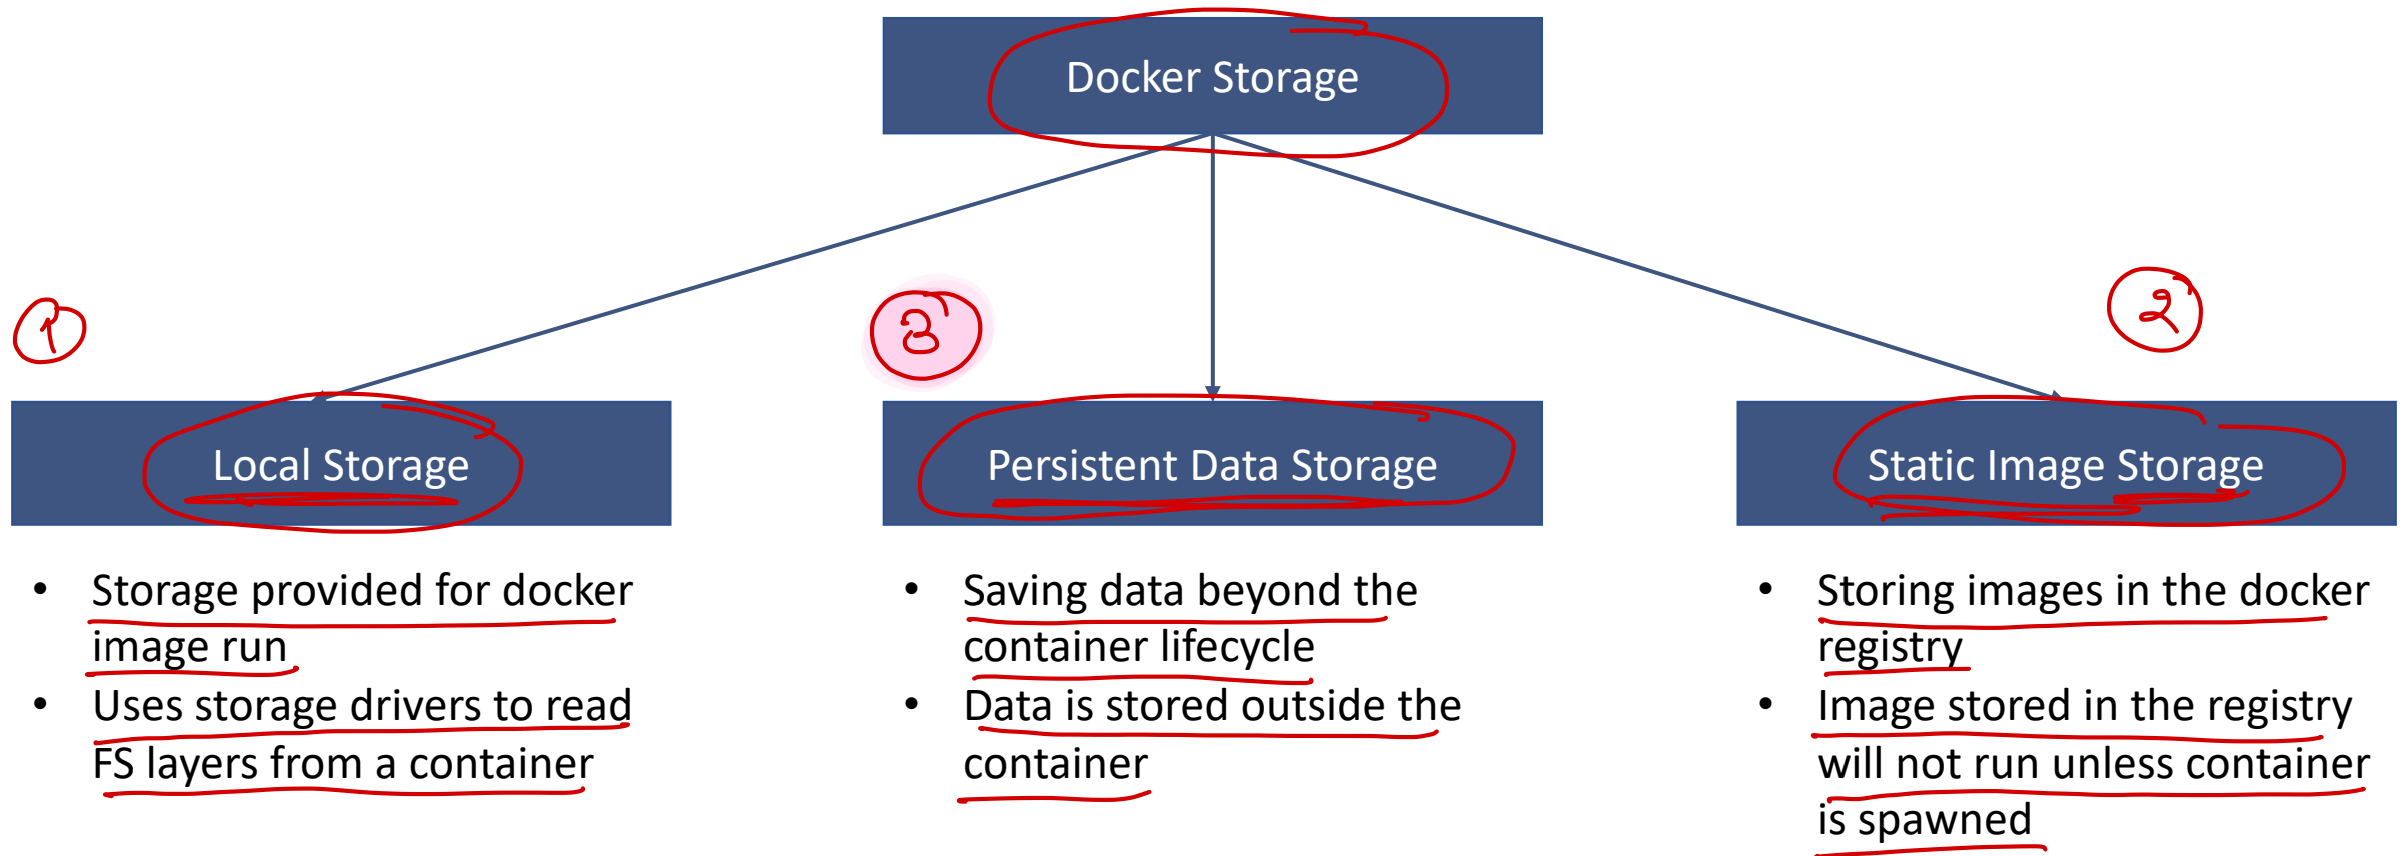 Docker Storage
1
3
2
Local Storage
Persistent Data Storage
Static Image Storage
• Storage provided for docker
image run
• Uses storage drivers to read
FS layers from a container
• Saving data beyond the
container lifecycle
• Data is stored outside the
container
• Storing images in the docker
registry
• Image stored in the registry
will not run unless container
is spawned